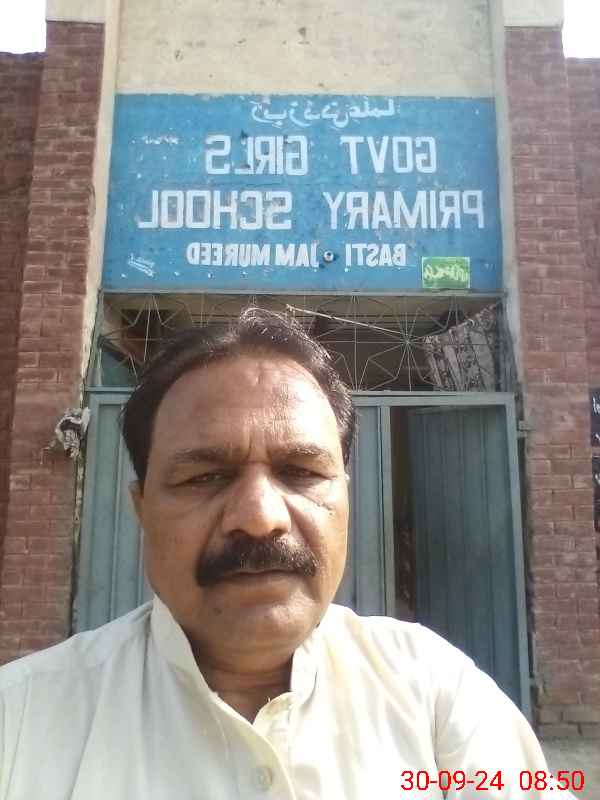 GOVT GIRLS
PRIMARY SCHOOL
BASTI JAM MUREED
30-09-24 08:50